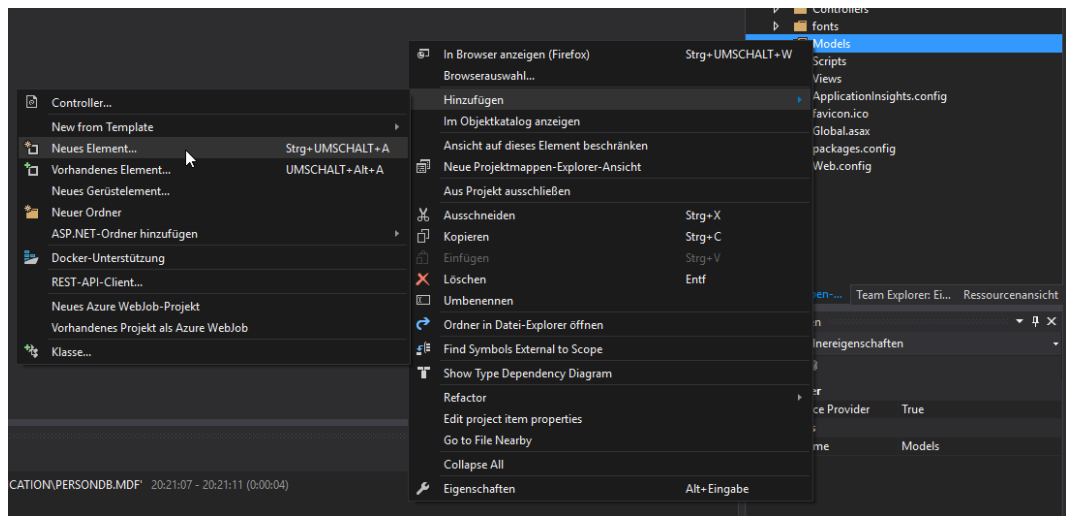 Controllers
fonts
Models
Scripts
Views
ApplicationInsights.config
favicon.ico
Global.asax
packages.config
Web.config
In Browser anzeigen (Firefox) Strg+UMSCHALT+W
Browserauswahl...
Hinzufügen
Im Objektkatalog anzeigen
Ansicht auf dieses Element beschränken
Neue Projektmappen-Explorer-Ansicht
Aus Projekt ausschließen
Ausschneiden Strg+X
Kopieren Strg+C
Einfügen Strg+V
Löschen Entf
Umbenennen
Ordner in Datei-Explorer öffnen
Find Symbols External to Scope
Show Type Dependency Diagram
Refactor
Edit project item properties
Go to File Nearby
Collapse All
Eigenschaften Alt+Eingabe
Controller...
New from Template
Neues Element... Strg+UMSCHALT+A
Vorhandenes Element... UMSCHALT+Alt+A
Neues Gerüstelement...
Neuer Ordner
ASP.NET-Ordner hinzufügen
Docker-Unterstützung
REST-API-Client...
Neues Azure WebJob-Projekt
Vorhandenes Projekt als Azure WebJob
Klasse...
en-... Team Explorer: Ei... Ressourcenansicht
en
nereigenschaften
er
ce Provider True
me Models
CATION\PERSONDB.MDF' 20:21:07 - 20:21:11 (0:00:04)